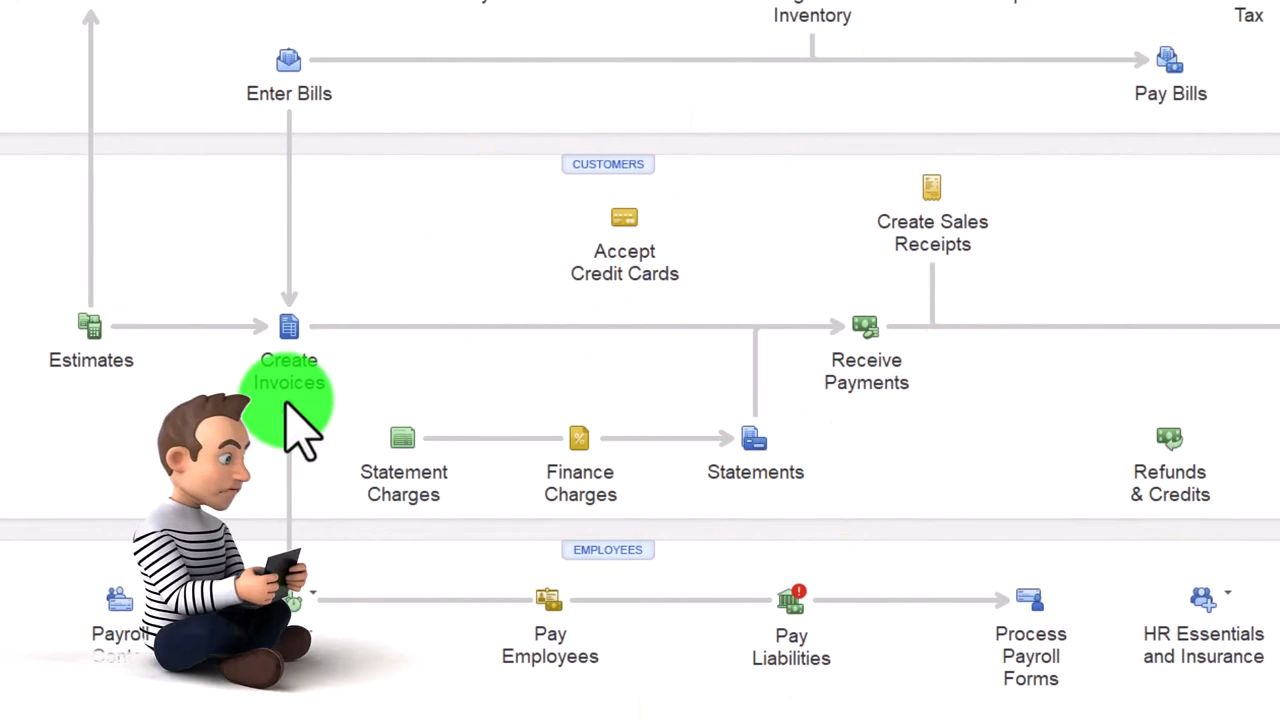 Inventory
Tax
Enter Bills
Pay Bills
CUSTOMERS
Create Sales
Receipts
Accept
Credit Cards
Estimates
Create
Invoices
Receive
Payments
Statement
Charges
Finance
Charges
Statements
Refunds
& Credits
EMPLOYEES
Payroll
Pay
Employees
Pay
Liabilities
Process
Payroll
Forms
HR Essentials
and Insurance